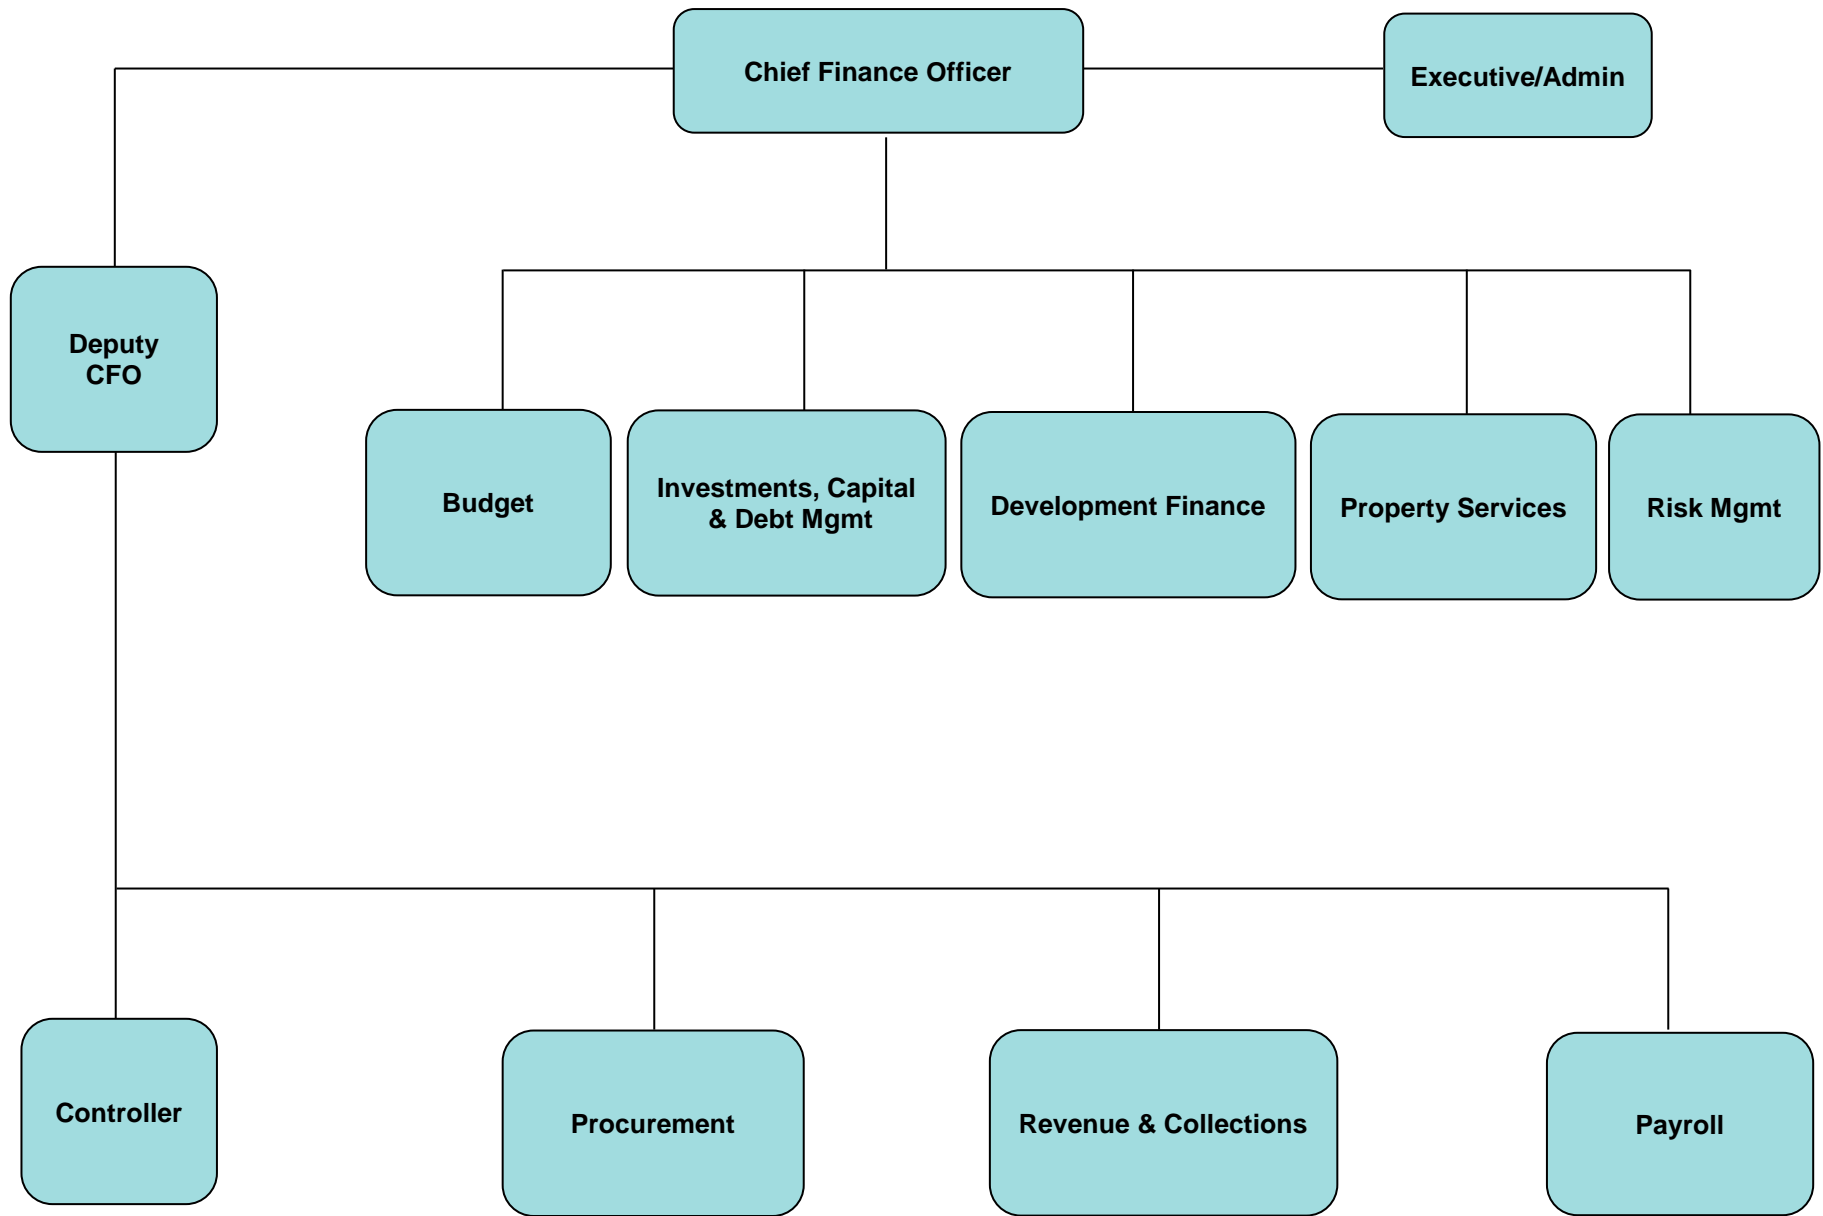 Chief Finance Officer
Executive/Admin
Deputy
CFO
Budget
Investments, Capital
& Debt Mgmt
Development Finance
Property Services
Risk Mgmt
Controller
Procurement
Revenue & Collections
Payroll